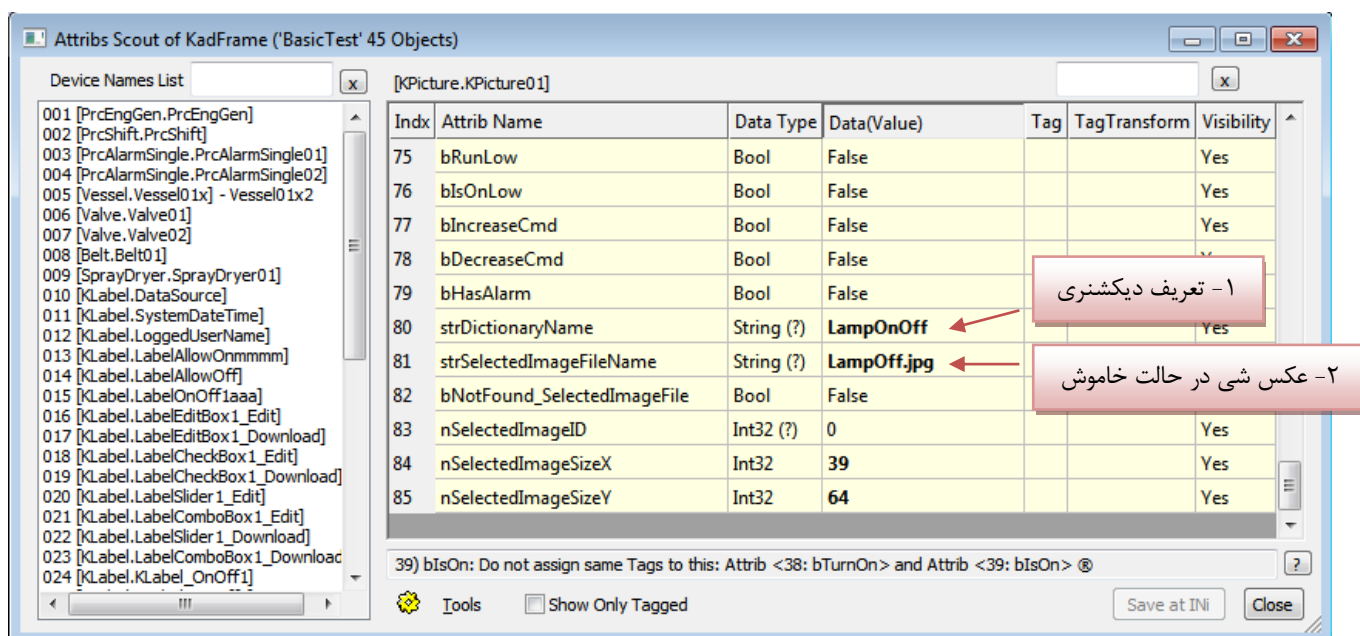 Attribs Scout of KadFrame ('BasicTest' 45 Objects)
Device Names List x [KPicture.KPicture01] x
001 [PrcEngGen.PrcEngGen]
002 [PrcShift.PrcShift]
003 [PrcAlarmSingle.PrcAlarmSingle01]
004 [PrcAlarmSingle.PrcAlarmSingle02]
005 [Vessel.Vessel01x] - Vessel01x2
006 [Valve.Valve01]
007 [Valve.Valve02]
008 [Belt.Belt01]
009 [SprayDryer.SprayDryer01]
010 [KLabel.DataSource]
011 [KLabel.SystemDateTime]
012 [KLabel.LoggedUserName]
013 [KLabel.LabelAllowOnmmmm]
014 [KLabel.LabelAllowOff]
015 [KLabel.LabelOnOff1aaa]
016 [KLabel.LabelEditBox1_Edit]
017 [KLabel.LabelEditBox1_Download]
018 [KLabel.LabelCheckBox1_Edit]
019 [KLabel.LabelCheckBox1_Download]
020 [KLabel.LabelSlider1_Edit]
021 [KLabel.LabelComboBox1_Edit]
022 [KLabel.LabelSlider1_Download]
023 [KLabel.LabelComboBox1_Download
024 [KLabel.KLabel_OnOff1]
Indx Attrib Name Data Type Data(Value) Tag TagTransform Visibility
75 bRunLow Bool False Yes
76 bIsOnLow Bool False Yes
77 bIncreaseCmd Bool False Yes
78 bDecreaseCmd Bool False
79 bHasAlarm Bool False
80 strDictionaryName String (?) LampOnOff Yes
81 strSelectedImageFileName String (?) LampOff.jpg
82 bNotFound_SelectedImageFile Bool False
83 nSelectedImageID Int32 (?) 0 Yes
84 nSelectedImageSizeX Int32 39 Yes
85 nSelectedImageSizeY Int32 64 Yes
۱- تعریف دیکشنری
۲- عکس شی در حالت خاموش
39) bIsOn: Do not assign same Tags to this: Attrib <38: bTurnOn> and Attrib <39: bIsOn> ® ?
Tools Show Only Tagged Save at INi Close